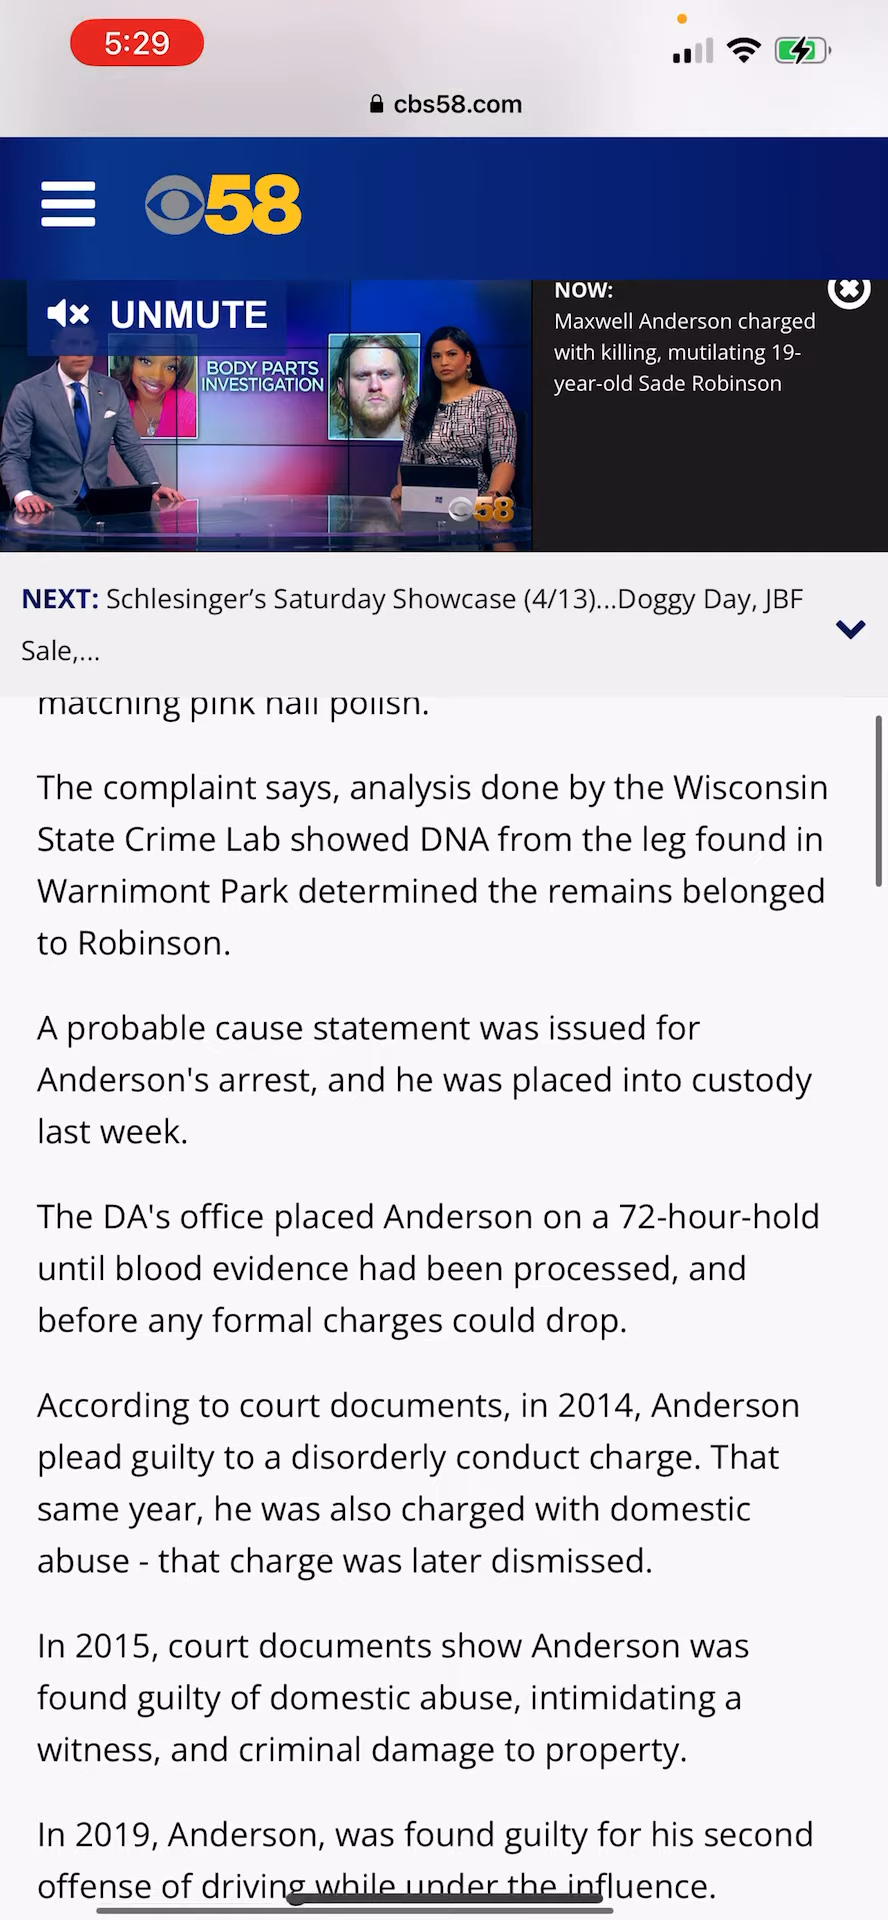 5:29
cbs58.com
58
UNMUTE
BODY PARTS
INVESTIGATION
58
NOW:
Maxwell Anderson charged
with killing, mutilating 19-
year-old Sade Robinson
NEXT: Schlesinger’s Saturday Showcase (4/13)...Doggy Day, JBF
Sale,...
matching pink nail polish.
The complaint says, analysis done by the Wisconsin
State Crime Lab showed DNA from the leg found in
Warnimont Park determined the remains belonged
to Robinson.
A probable cause statement was issued for
Anderson's arrest, and he was placed into custody
last week.
The DA's office placed Anderson on a 72-hour-hold
until blood evidence had been processed, and
before any formal charges could drop.
According to court documents, in 2014, Anderson
plead guilty to a disorderly conduct charge. That
same year, he was also charged with domestic
abuse - that charge was later dismissed.
In 2015, court documents show Anderson was
found guilty of domestic abuse, intimidating a
witness, and criminal damage to property.
In 2019, Anderson, was found guilty for his second
offense of driving while under the influence.